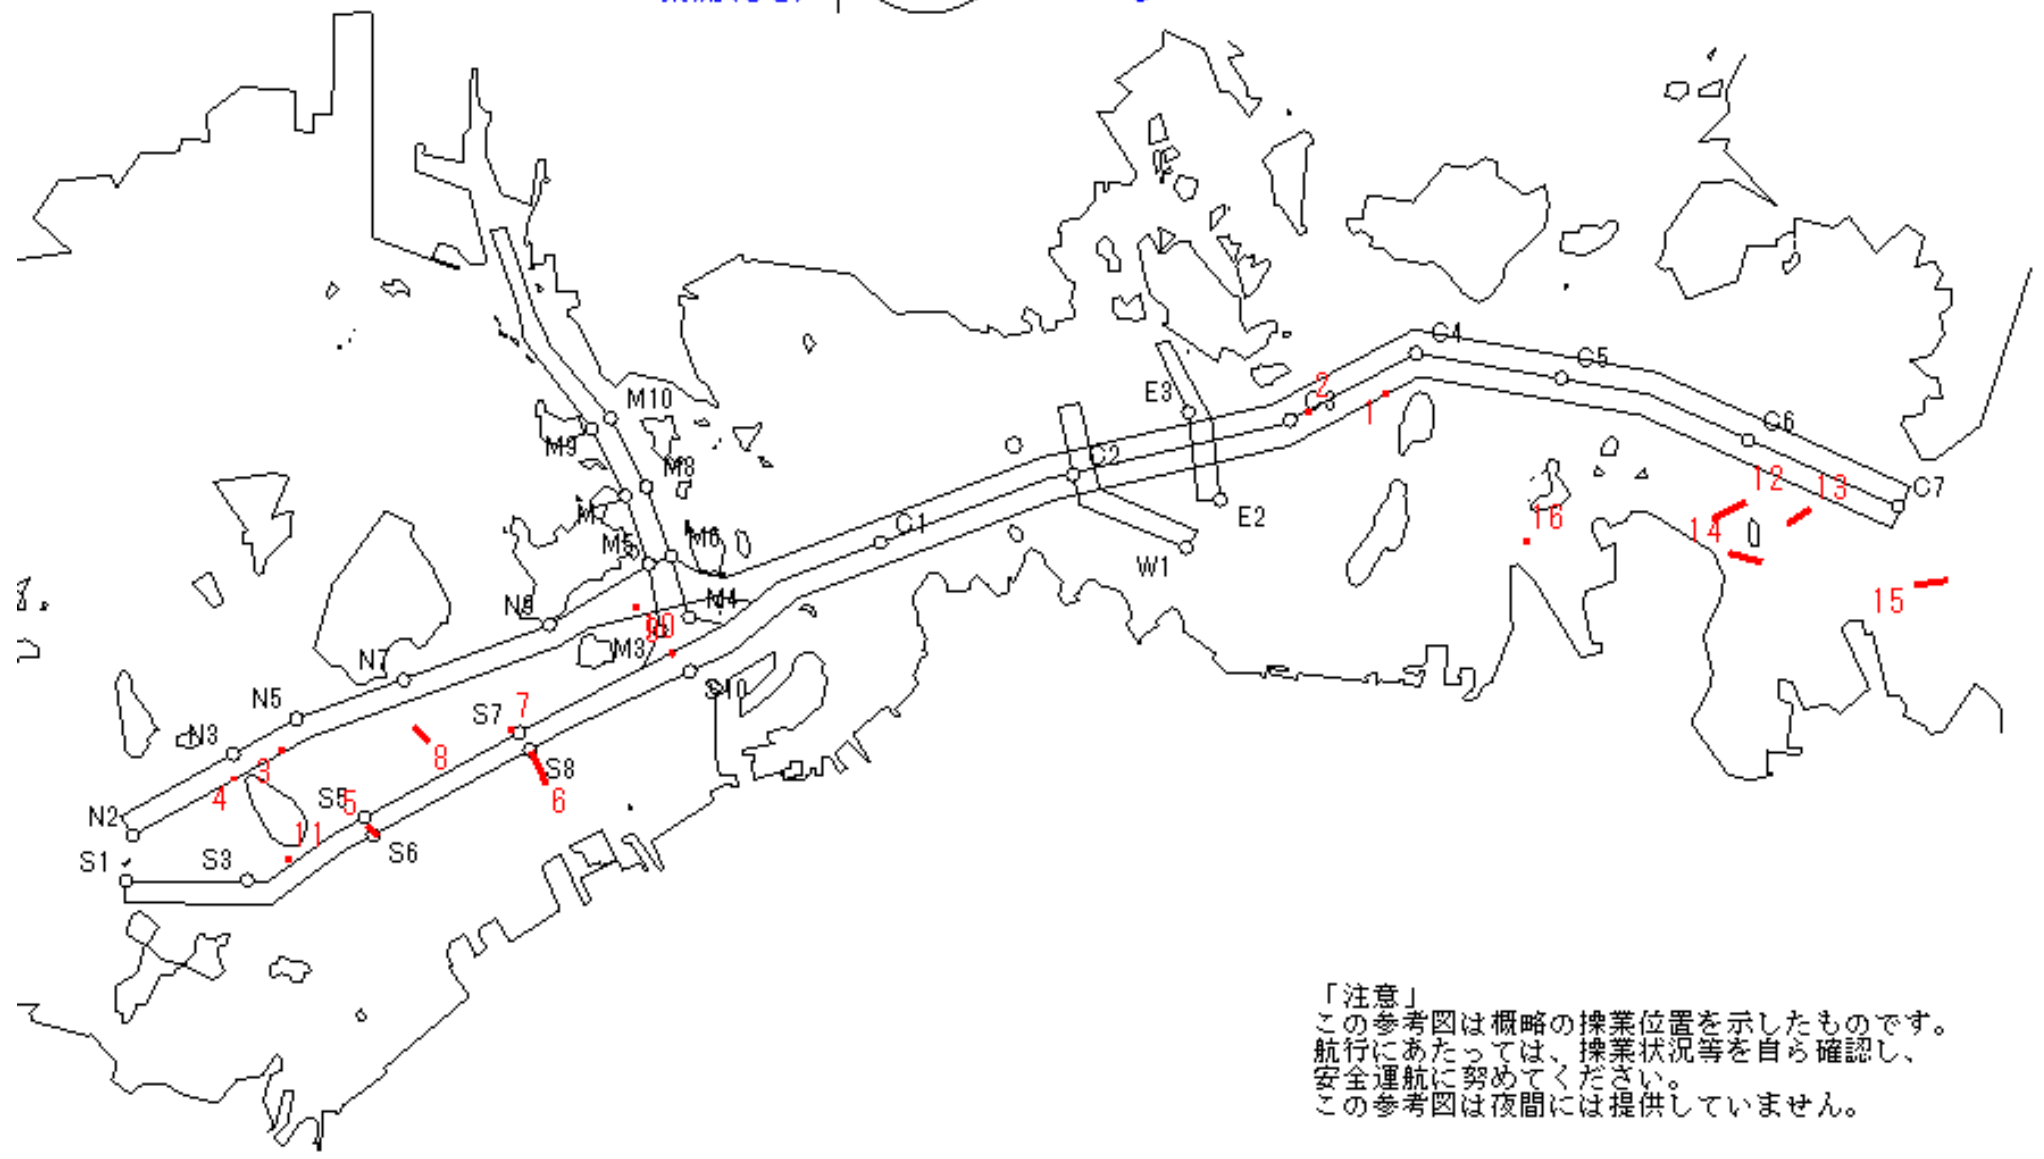 C4
2
C5
M10
E3
C3
1
C6
M9
M8
C2
12
13
C7
M7
C1
E2
16
14
M5
M6
W1
N8
M4
15
M3
N7
N5
S7
7
S10
N3
8
3
S8
4
S5
5
6
N2
11
S1
S3
S6
「注意」
この参考図は概略の操業位置を示したものです。
航行にあたっては、操業状況等を自ら確認し、
安全運航に努めてください。
この参考図は夜間には提供していません。